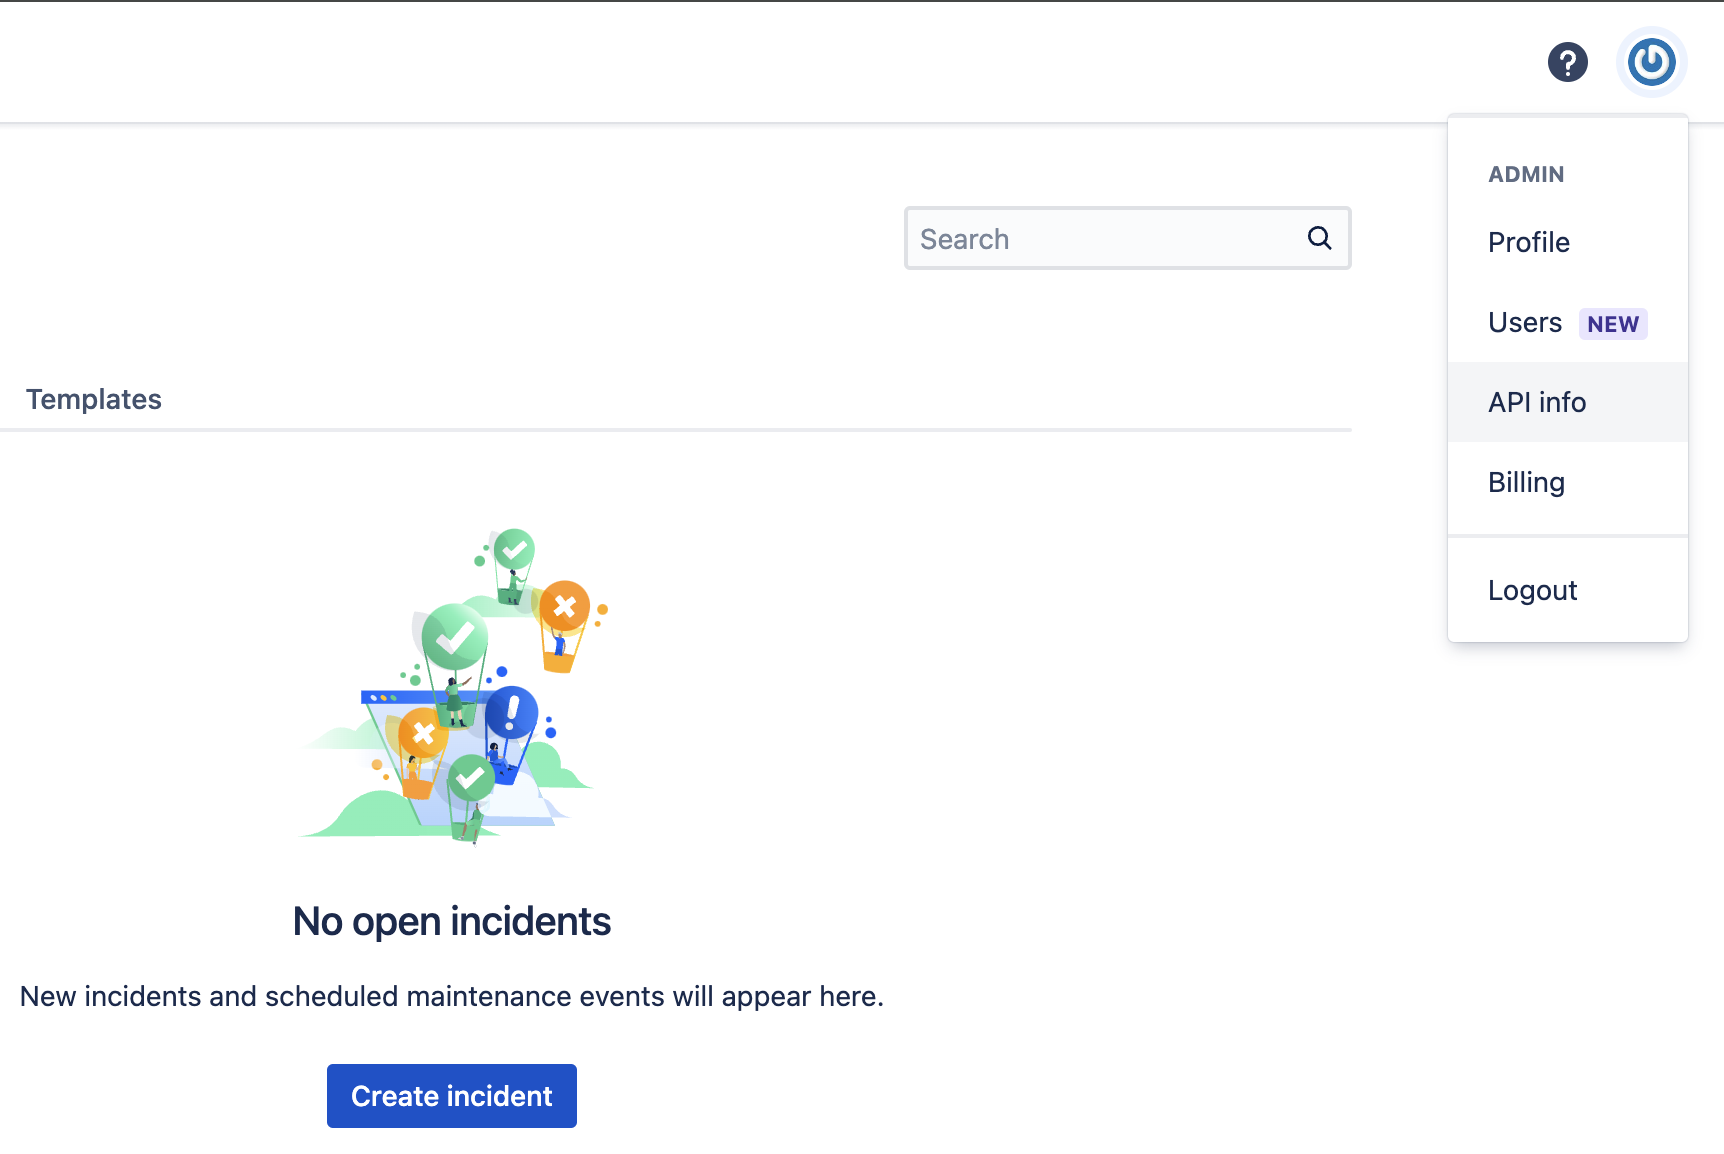 ADMIN
Profile
Search
Users NEW
Templates
API info
Billing
Logout
No open incidents
New incidents and scheduled maintenance events will appear here.
Create incident